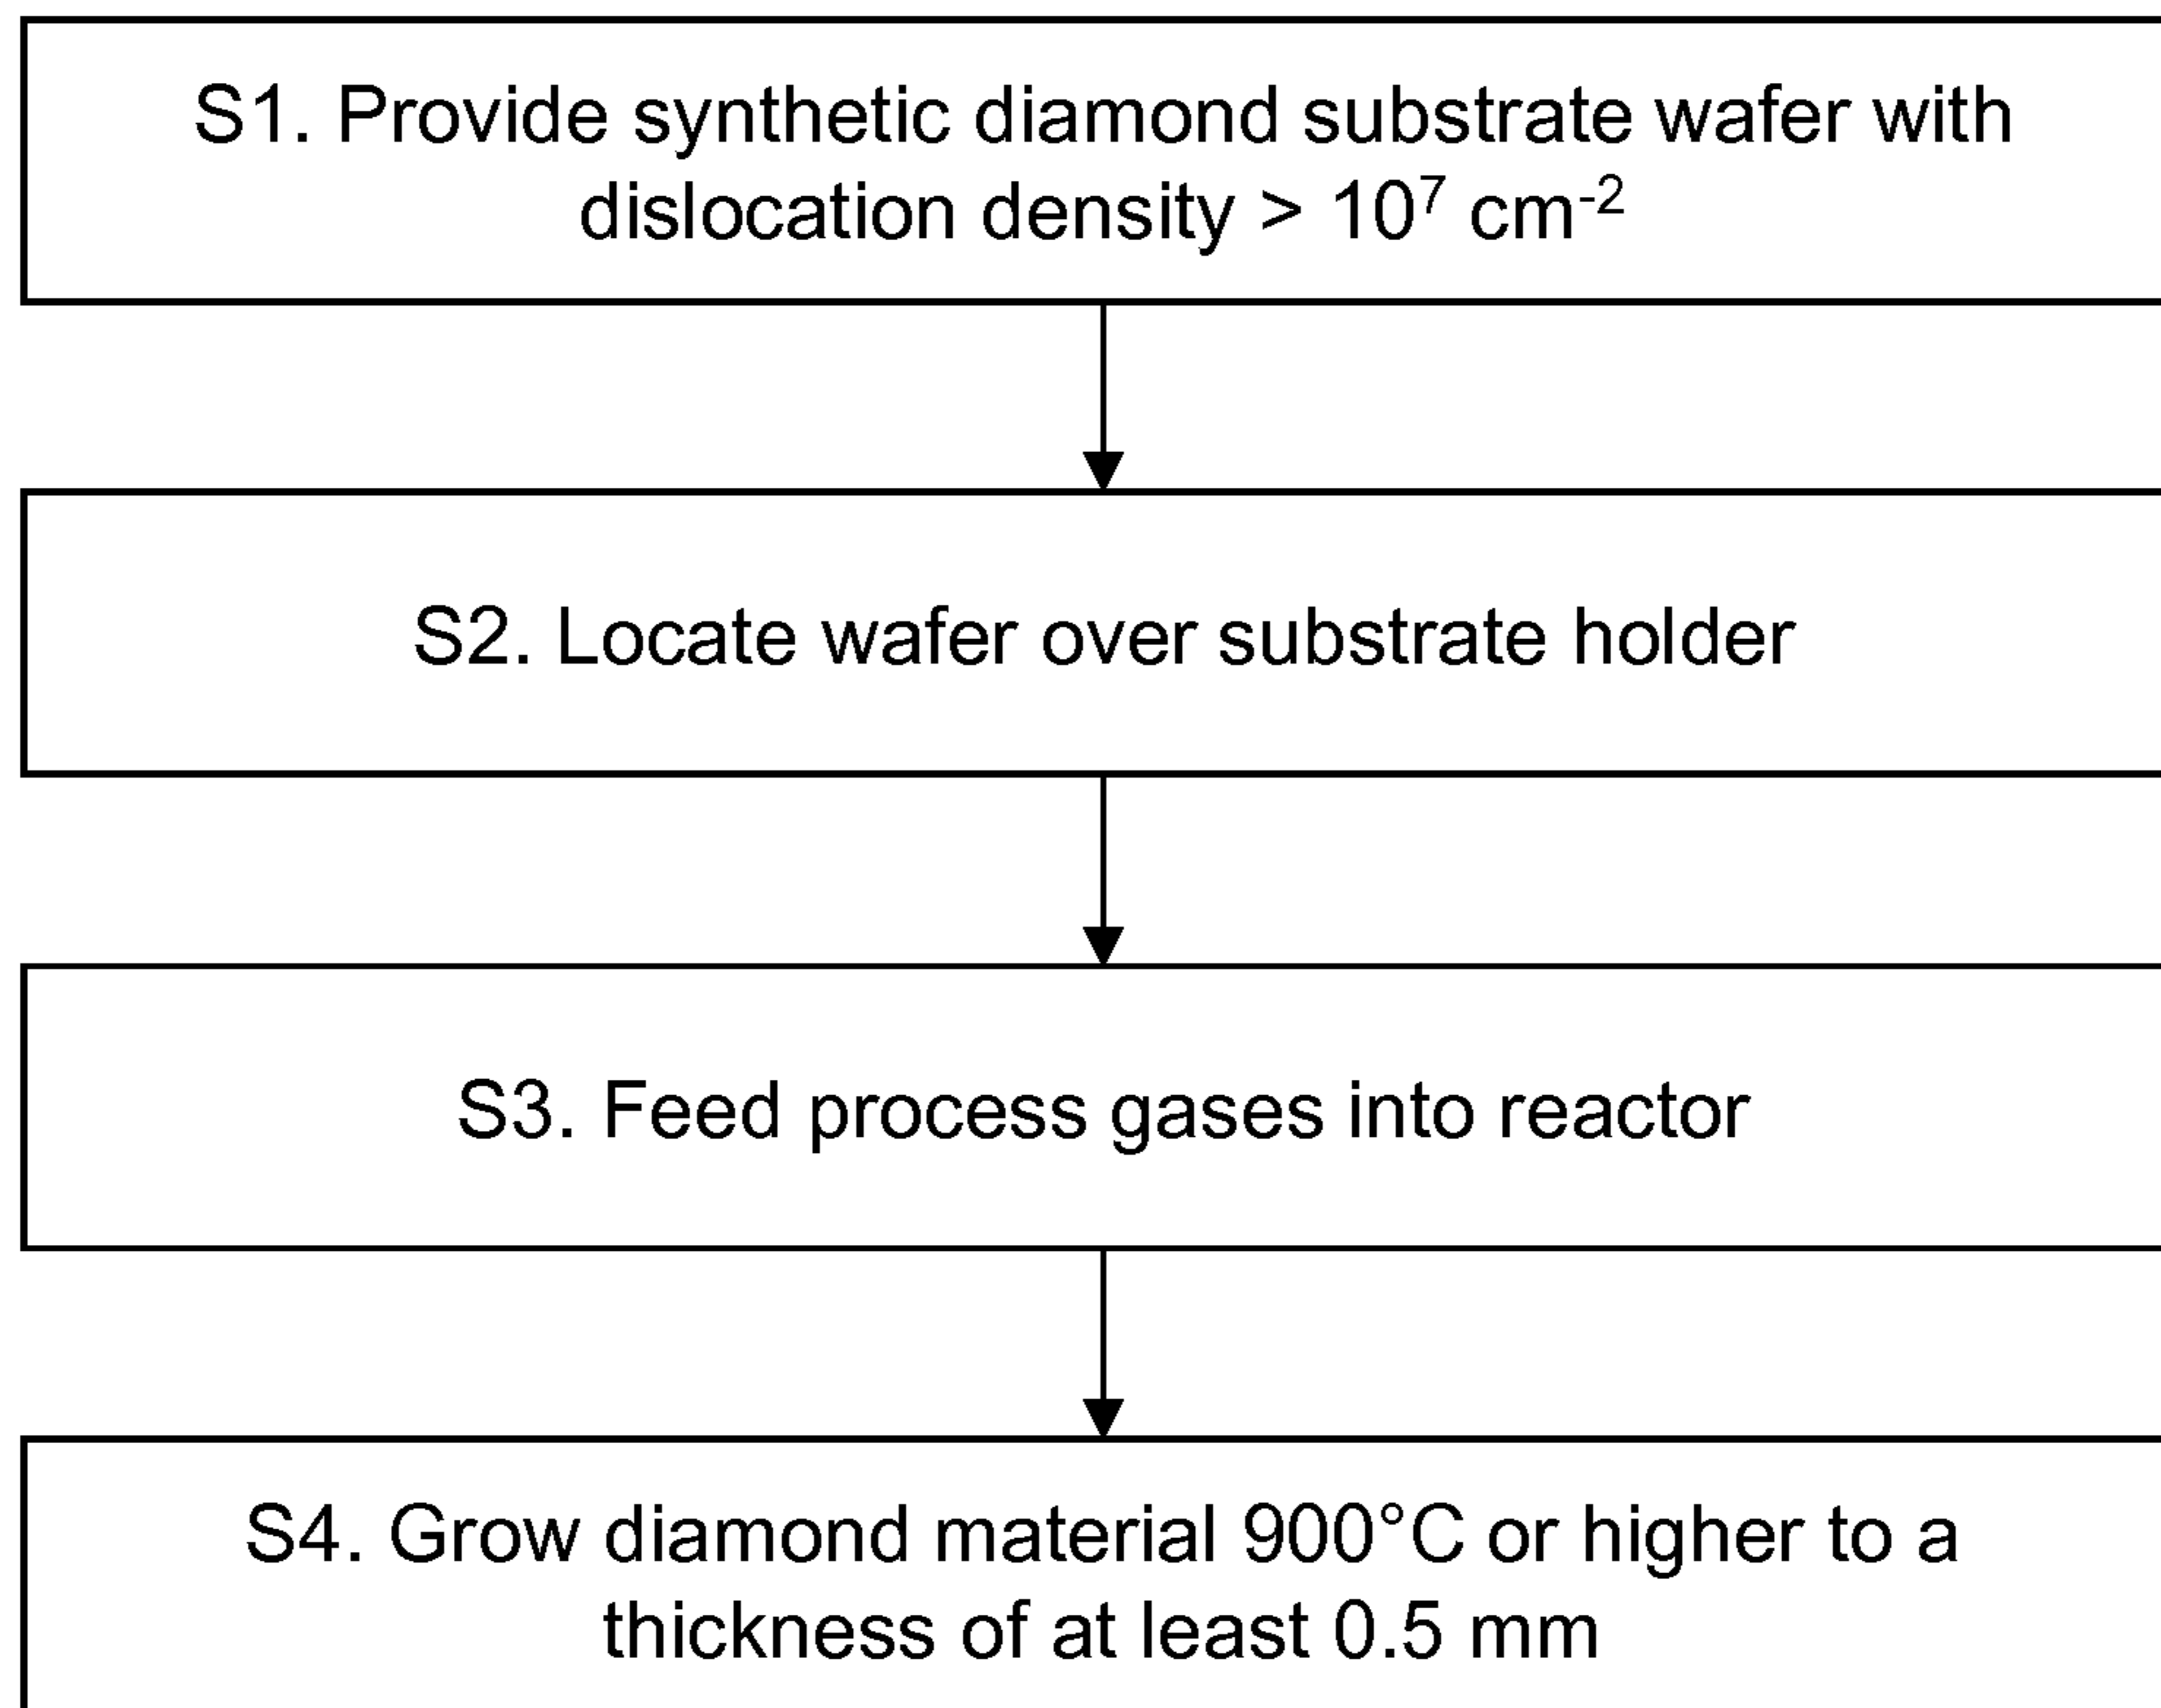 S1. Provide synthetic diamond substrate wafer with
dislocation density > 10⁷ cm⁻²
S2. Locate wafer over substrate holder
S3. Feed process gases into reactor
S4. Grow diamond material 900°C or higher to a
thickness of at least 0.5 mm